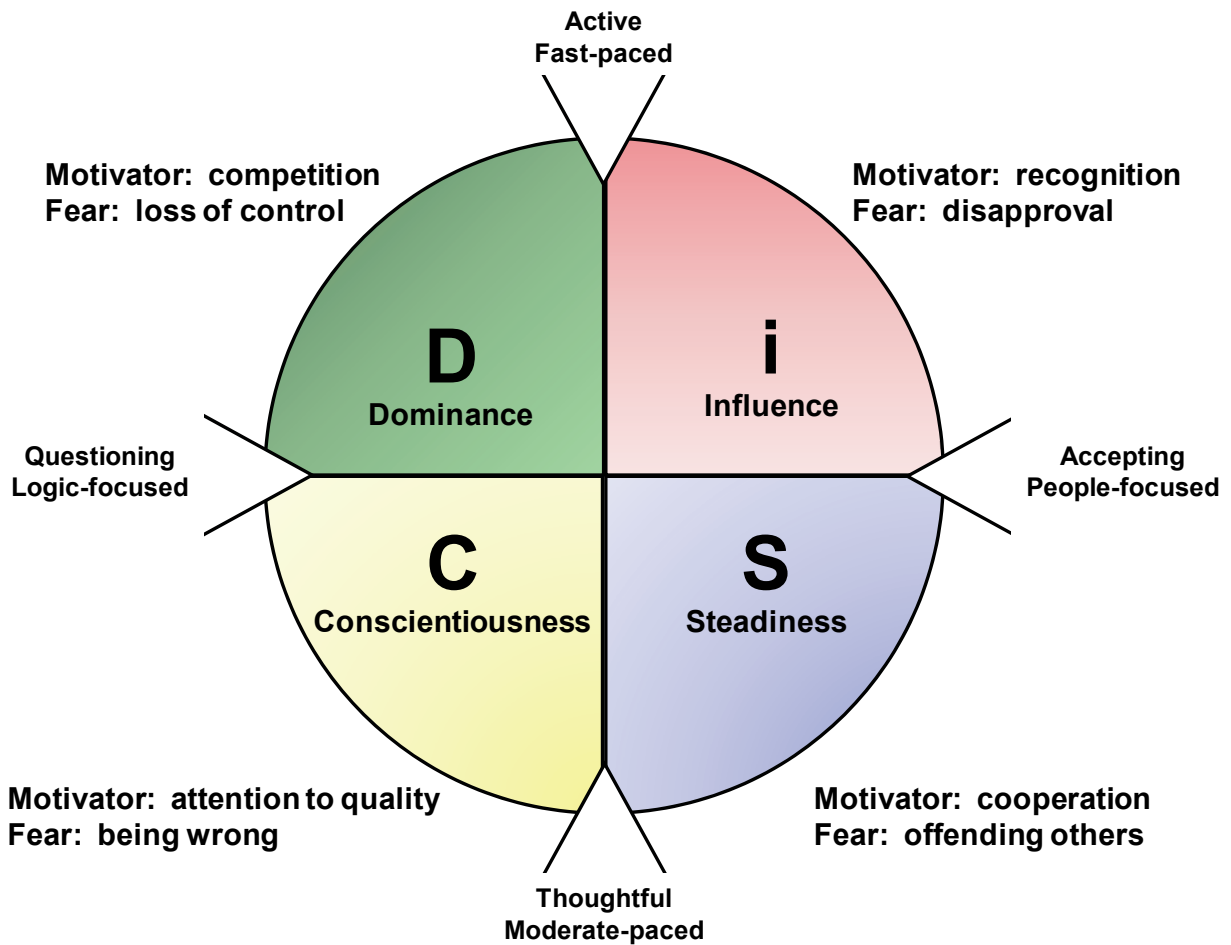 Active
Fast-paced
Motivator: competition
Fear: loss of control
Motivator: recognition
Fear: disapproval
D
Dominance
i
Influence
Questioning
Logic-focused
Accepting
People-focused
C
Conscientiousness
S
Steadiness
Motivator: attention to quality
Fear: being wrong
Motivator: cooperation
Fear: offending others
Thoughtful
Moderate-paced